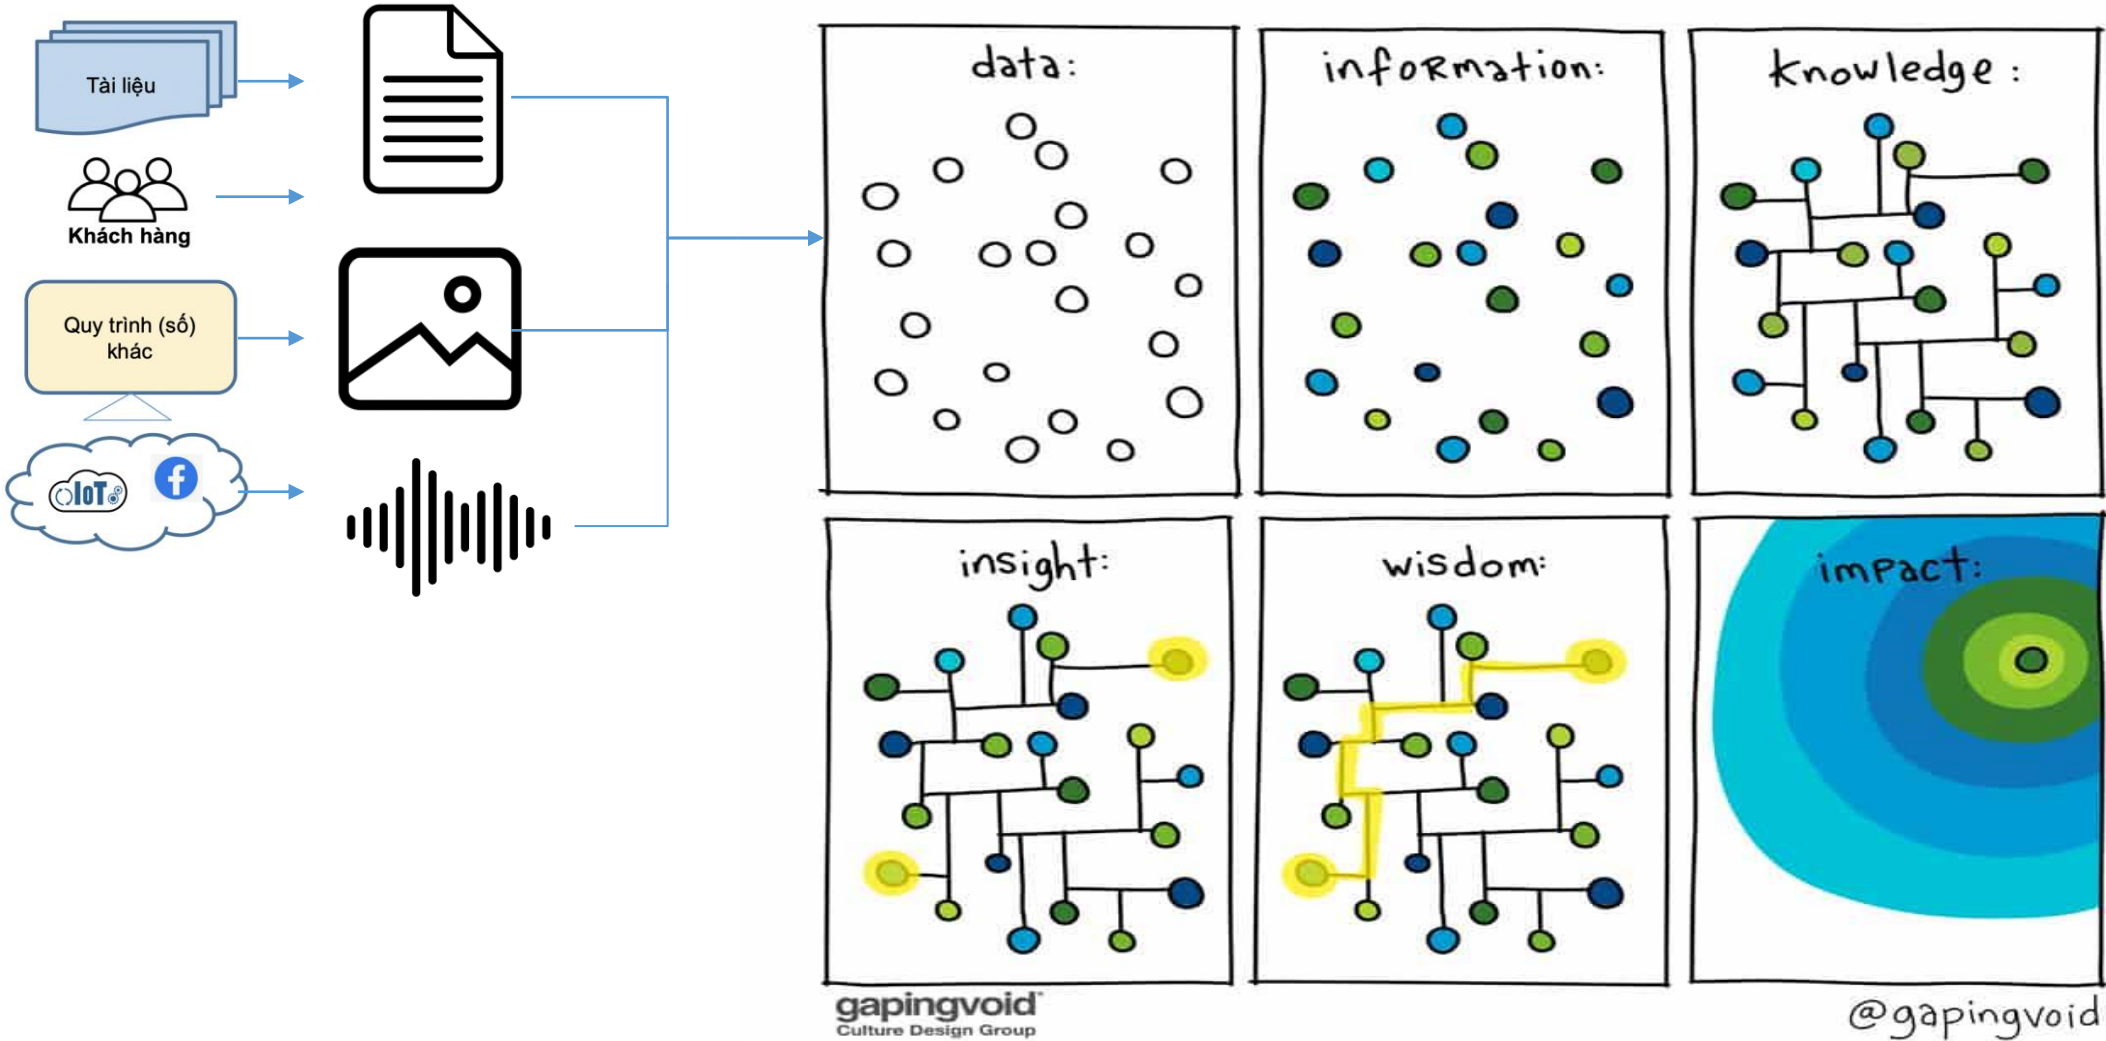 Tài liệu
Khách hàng
Quy trình (số)
khác
IoT
data:
information:
knowledge:
insight:
wisdom:
impact:
gapingvoid™
Culture Design Group
@gapingvoid